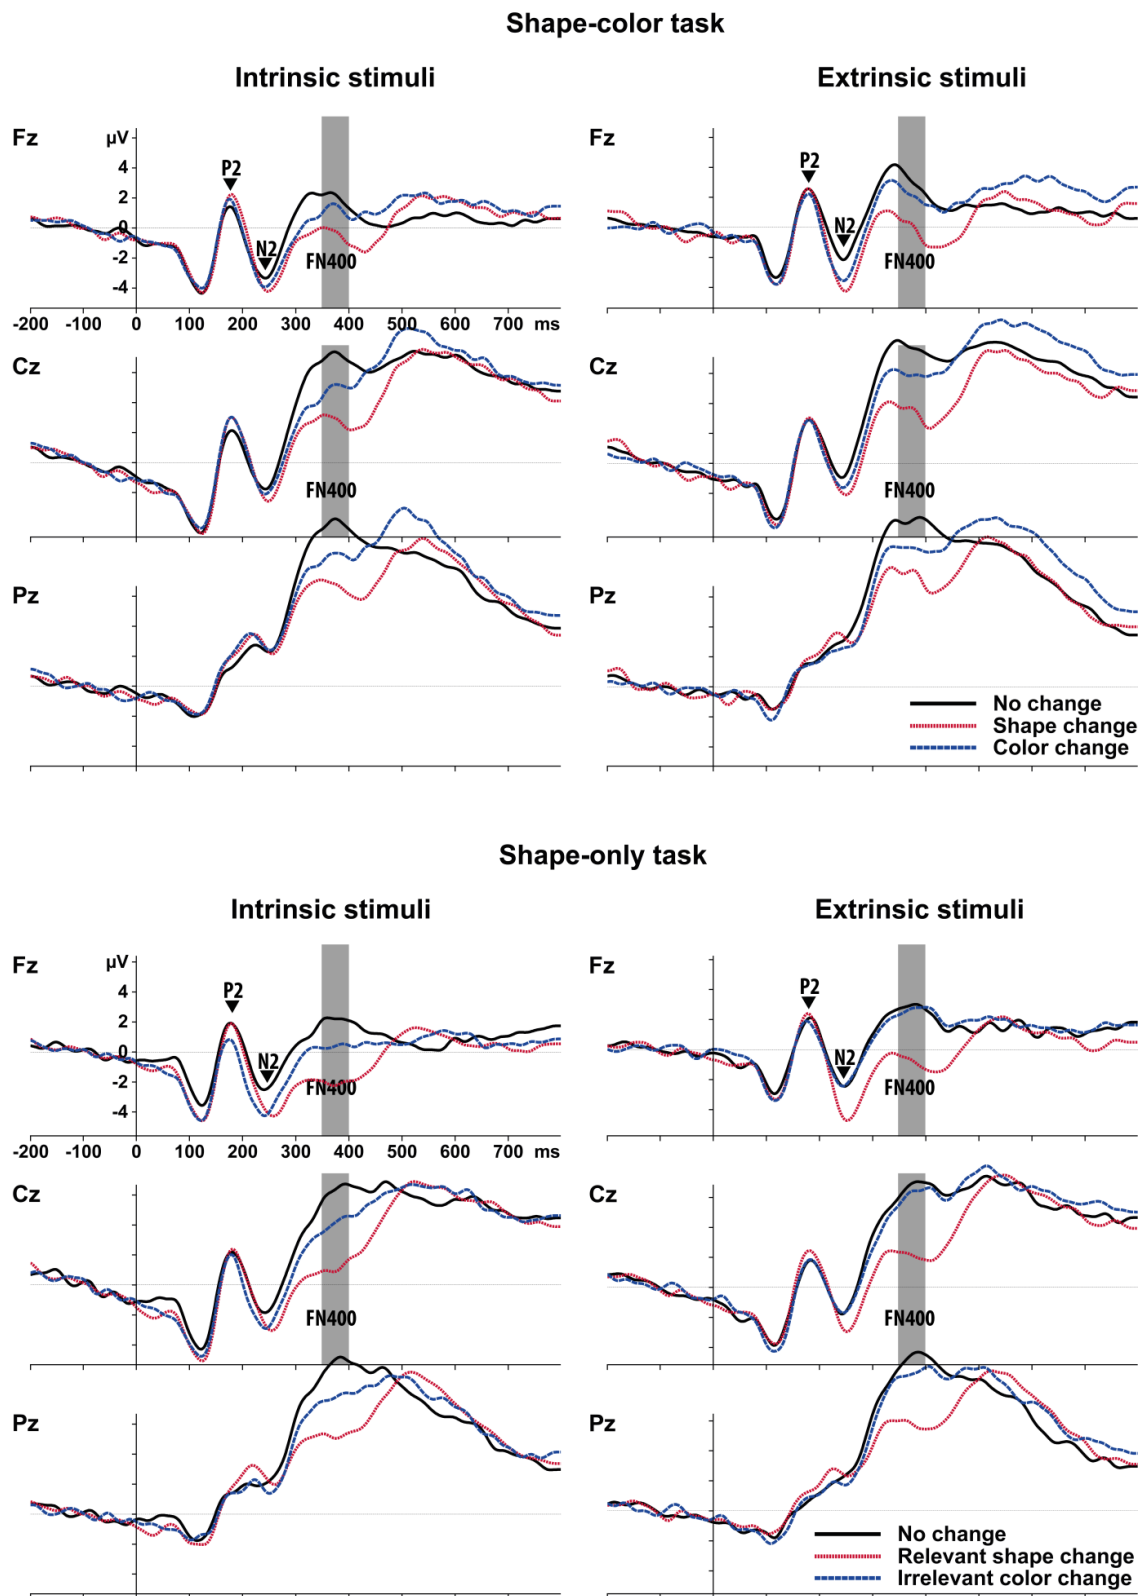 Shape-color task
Intrinsic stimuli
Extrinsic stimuli
Fz
µV
4
2
0
-2
-4
P2
N2
FN400
-200 -100 0 100 200 300 400 500 600 700 ms
Fz
P2
N2
FN400
Cz
FN400
Cz
FN400
Pz
Pz
No change
Shape change
Color change
Shape-only task
Intrinsic stimuli
Extrinsic stimuli
Fz
µV
4
2
0
-2
-4
P2
N2
FN400
-200 -100 0 100 200 300 400 500 600 700 ms
Fz
P2
N2
FN400
Cz
FN400
Cz
FN400
Pz
Pz
No change
Relevant shape change
Irrelevant color change